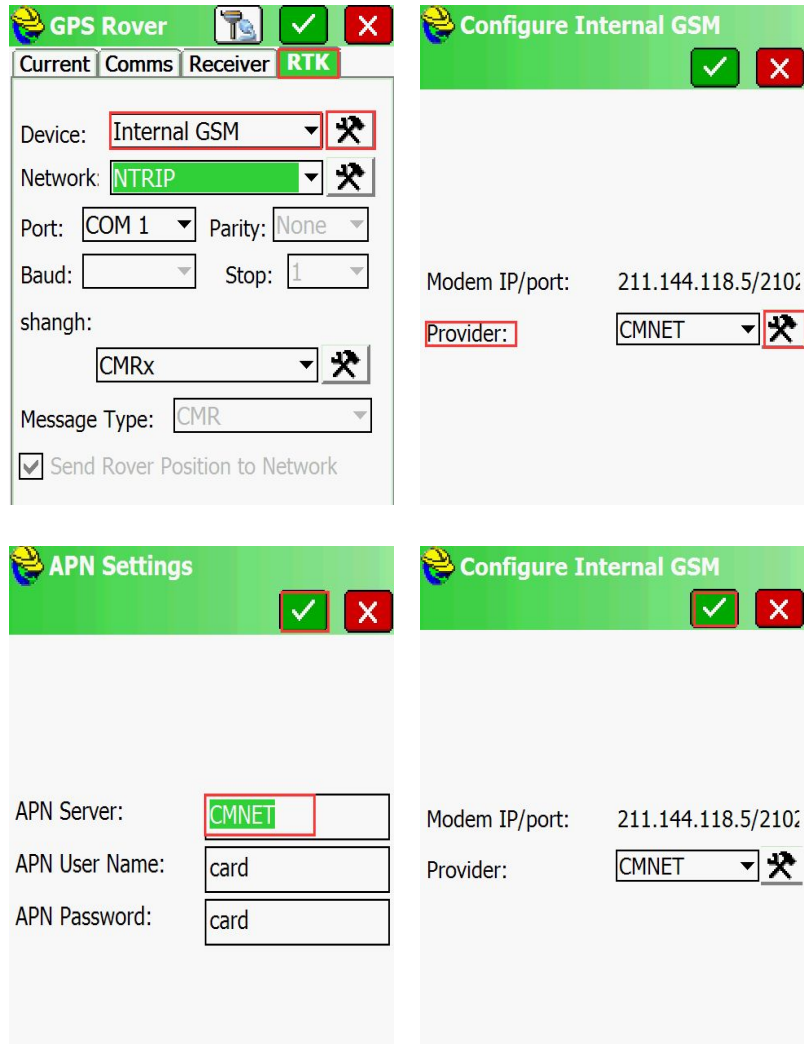 GPS Rover
Current Comms Receiver RTK
Device: Internal GSM
Network: NTRIP
Port: COM 1 Parity: None
Baud: Stop: 1
shangh:
CMRx
Message Type: CMR
Send Rover Position to Network
Configure Internal GSM
Modem IP/port: 211.144.118.5/2102
Provider: CMNET
APN Settings
APN Server: CMNET
APN User Name: card
APN Password: card
Configure Internal GSM
Modem IP/port: 211.144.118.5/2102
Provider: CMNET